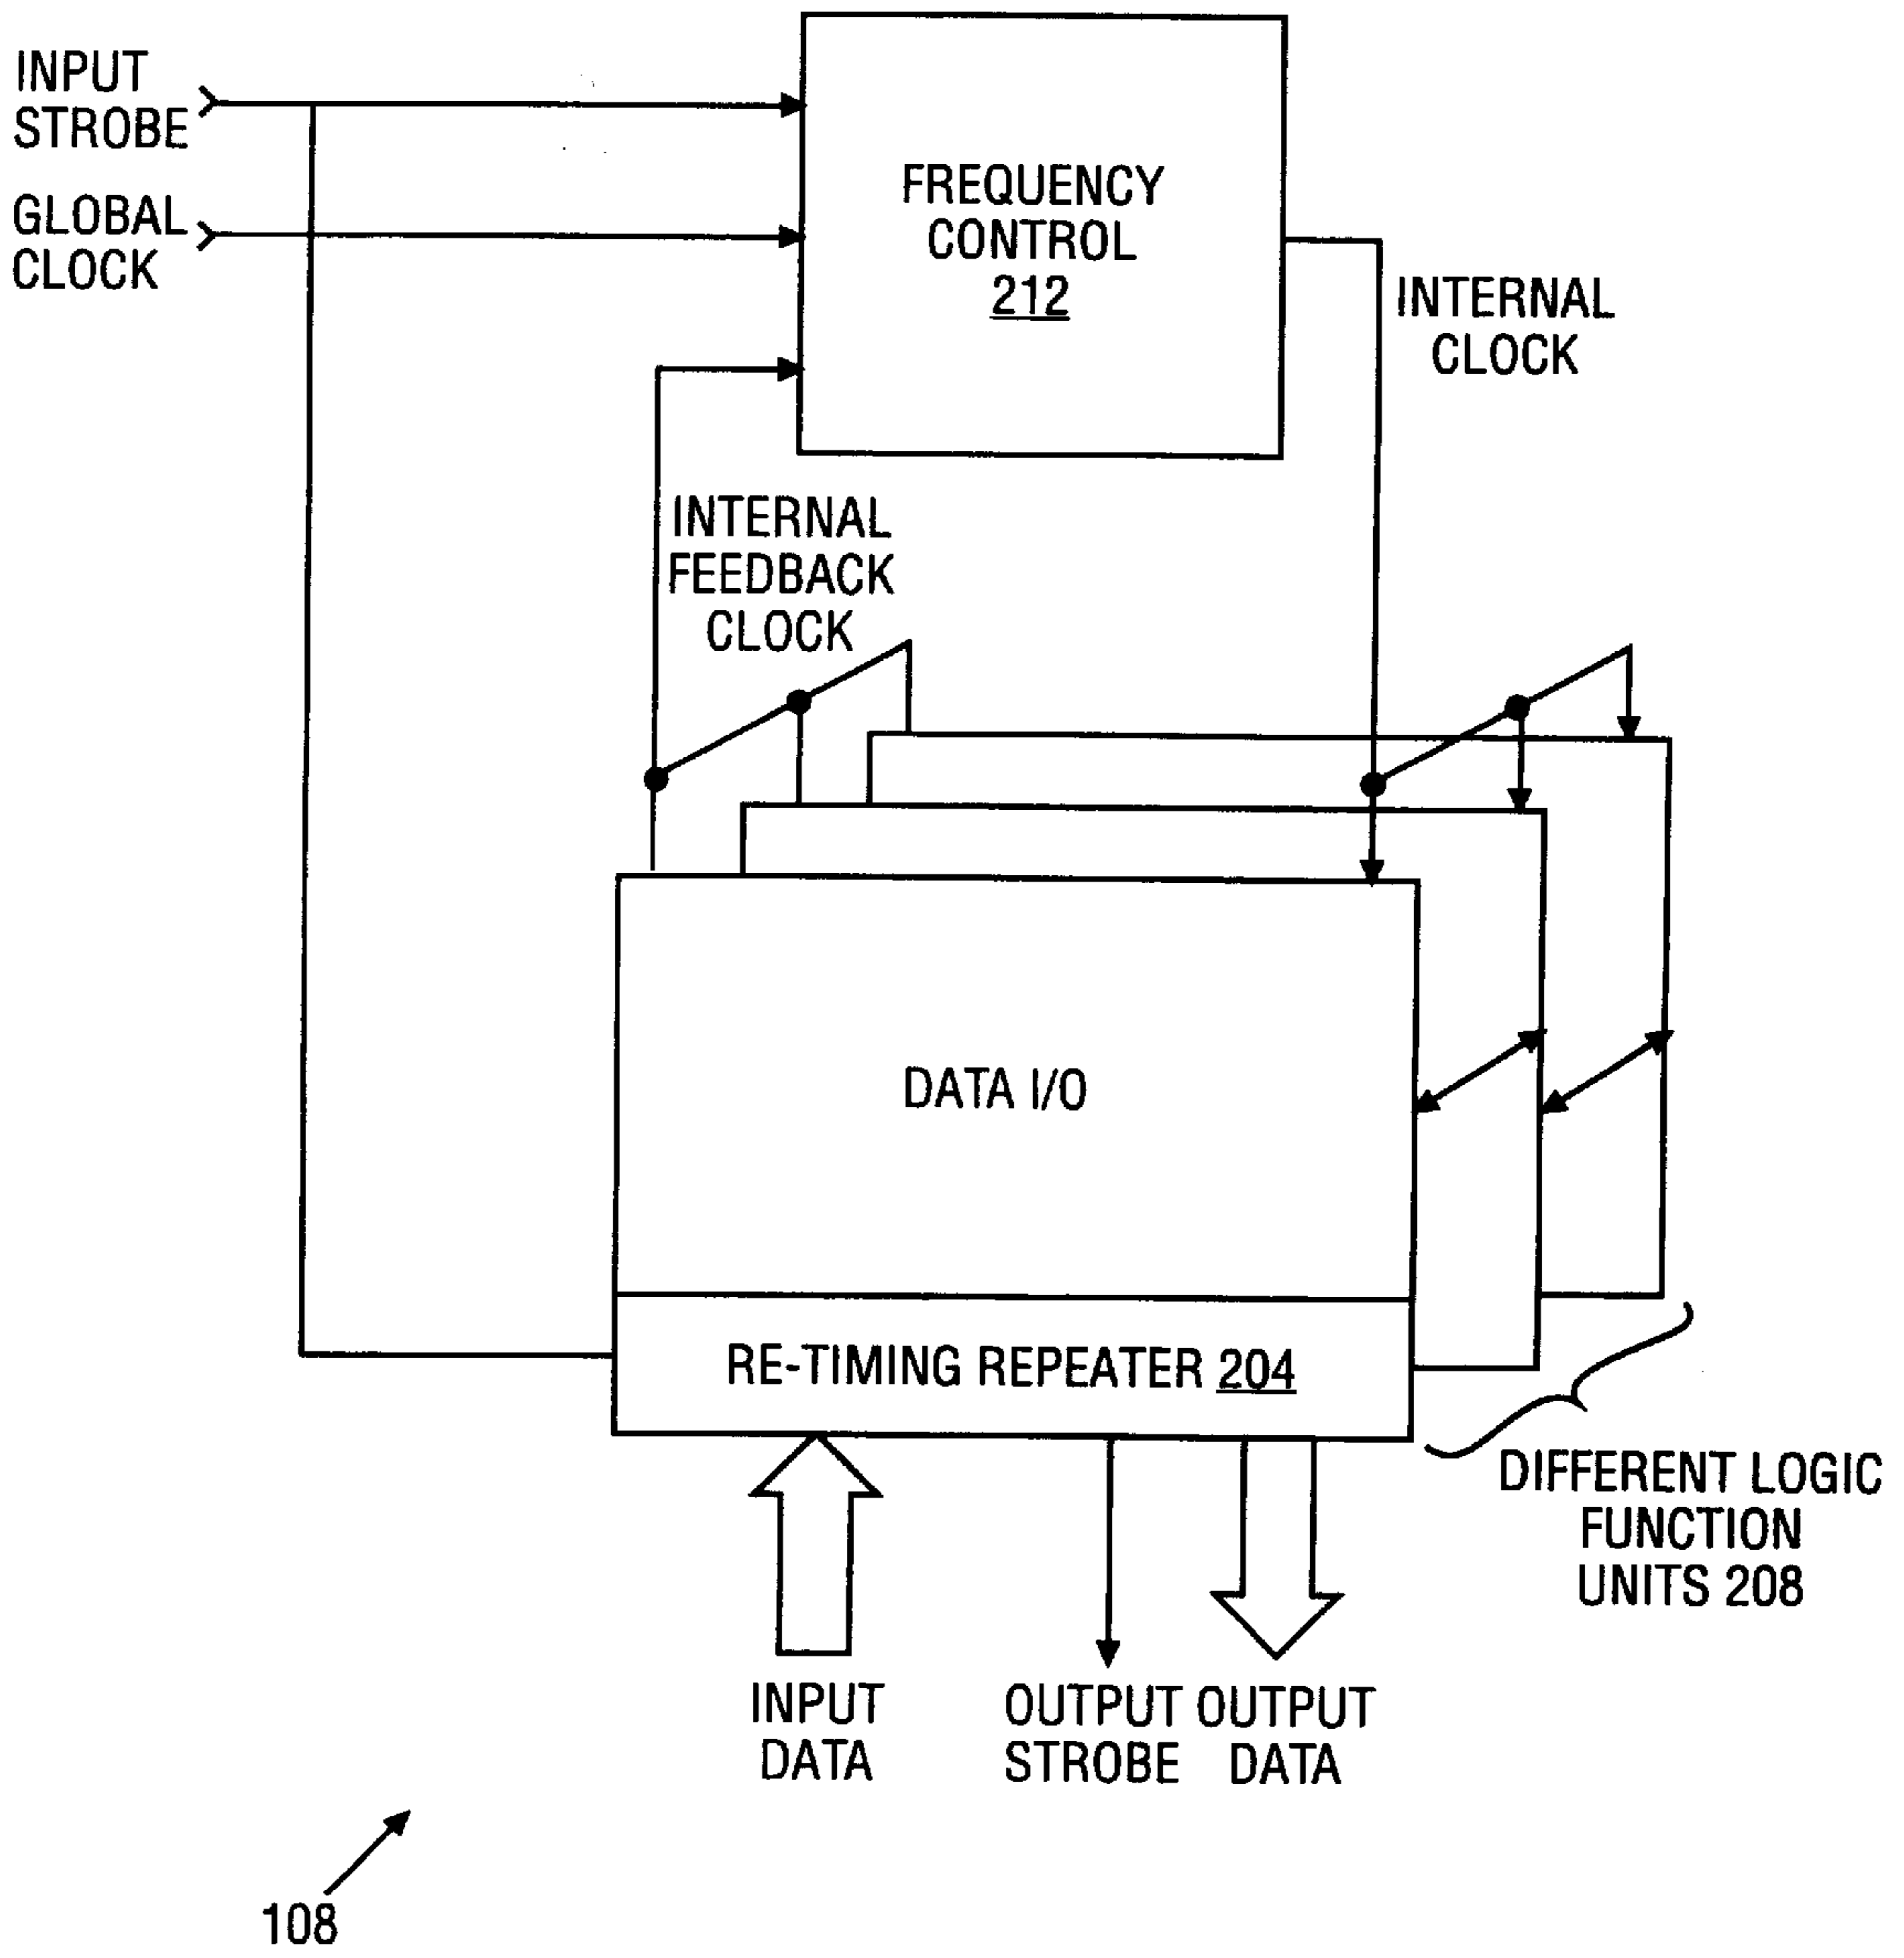 INPUT
STROBE
GLOBAL
CLOCK
FREQUENCY
CONTROL
212
INTERNAL
CLOCK
INTERNAL
FEEDBACK
CLOCK
DATA I/O
RE-TIMING REPEATER 204
DIFFERENT LOGIC
FUNCTION
UNITS 208
INPUT
DATA
OUTPUT
STROBE
OUTPUT
DATA
108